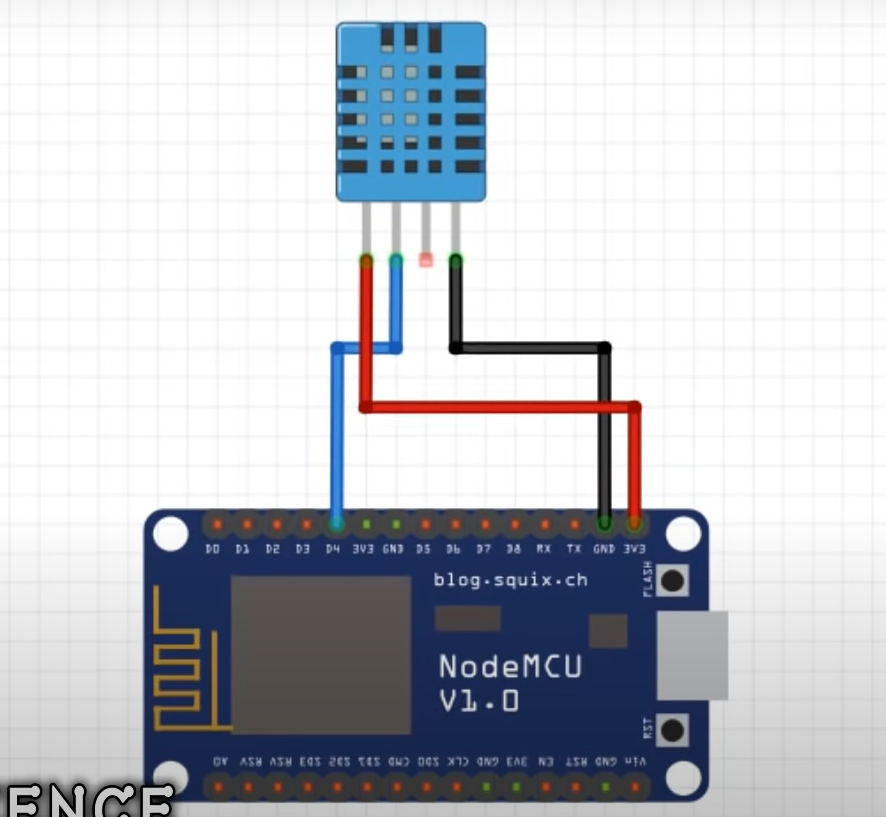 D0 D1 D2 D3 D4 3V3 GND D5 D6 D7 D8 RX TX GND 3V3
blog.squix.ch
FLASH
NodeMCU
V1.0
RST
A0 RSV RSV SD3 SD2 SD1 CMD SD0 CLK GND 3V3 EN RST GND Vin
ENCE